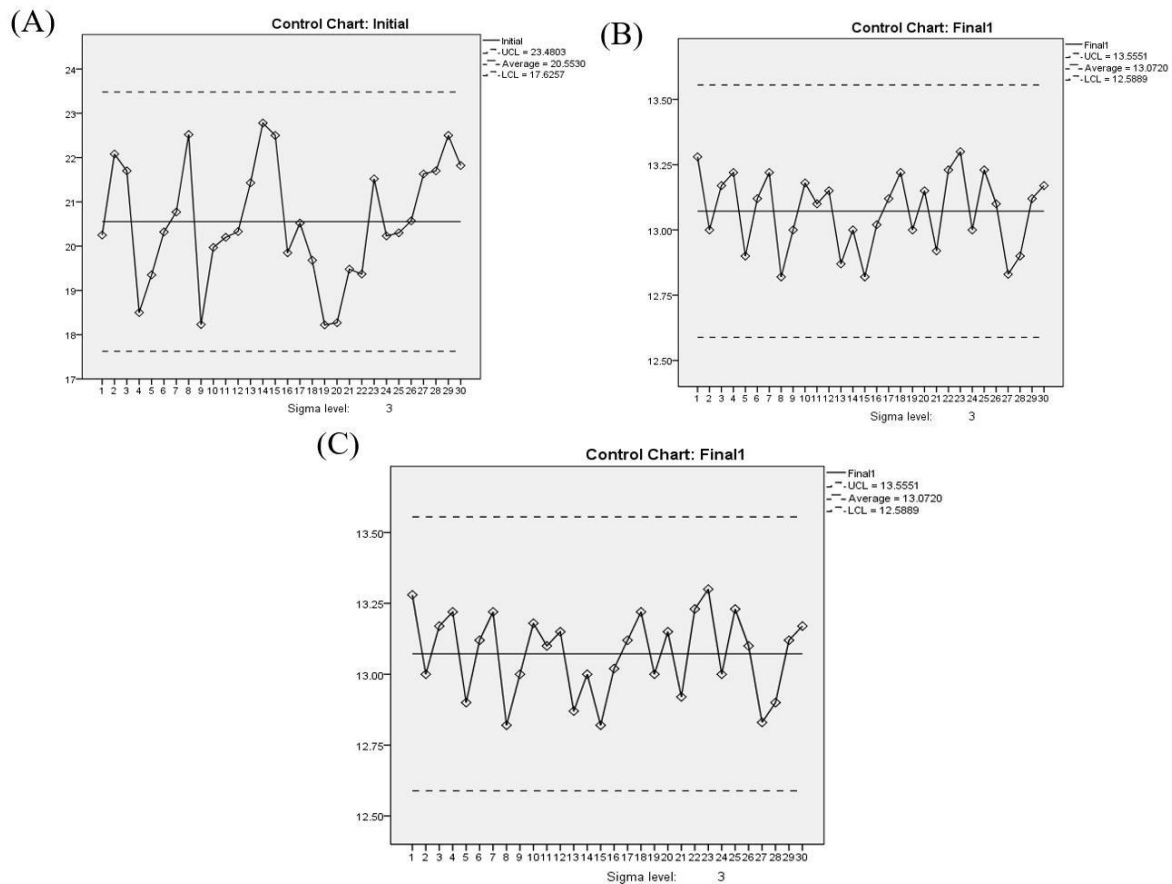 (A)
Control Chart: Initial
Initial
UCL = 23.4803
Average = 20.5530
LCL = 17.6257
24
23
22
21
20
19
18
17
1 2 3 4 5 6 7 8 9 10 11 12 13 14 15 16 17 18 19 20 21 22 23 24 25 26 27 28 29 30
Sigma level: 3
(B)
Control Chart: Final1
Final1
UCL = 13.5551
Average = 13.0720
LCL = 12.5889
13.50
13.25
13.00
12.75
12.50
1 2 3 4 5 6 7 8 9 10 11 12 13 14 15 16 17 18 19 20 21 22 23 24 25 26 27 28 29 30
Sigma level: 3
(C)
Control Chart: Final1
Final1
UCL = 13.5551
Average = 13.0720
LCL = 12.5889
13.50
13.25
13.00
12.75
12.50
1 2 3 4 5 6 7 8 9 10 11 12 13 14 15 16 17 18 19 20 21 22 23 24 25 26 27 28 29 30
Sigma level: 3